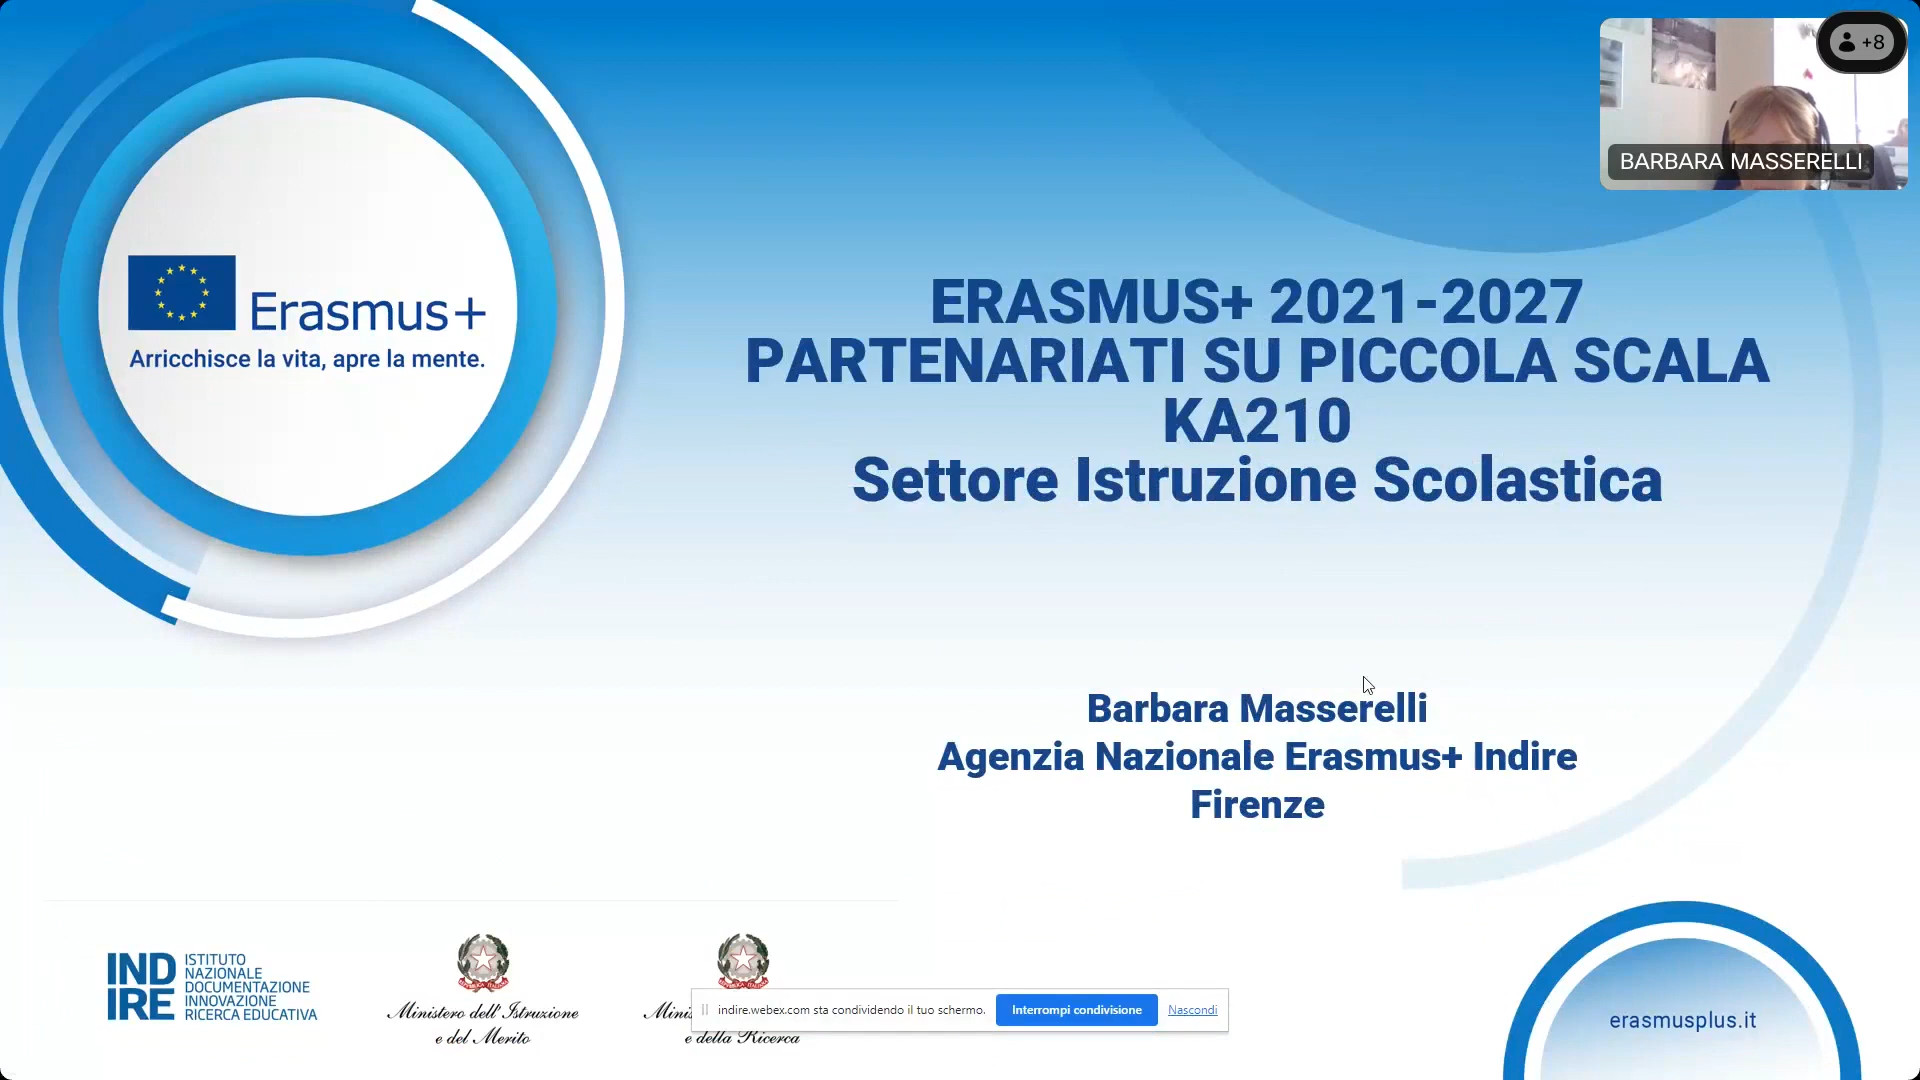 +8
BARBARA MASSERELLI
Erasmus+
Arricchisce la vita, apre la mente.
ERASMUS+ 2021-2027
PARTENARIATI SU PICCOLA SCALA
KA210
Settore Istruzione Scolastica
Barbara Masserelli
Agenzia Nazionale Erasmus+ Indire
Firenze
IND
IRE
ISTITUTO
NAZIONALE
DOCUMENTAZIONE
INNOVAZIONE
RICERCA EDUCATIVA
Ministero dell'Istruzione
e del Merito
e della Ricerca
indire.webex.com sta condividendo il tuo schermo.
Interrompi condivisione
Nascondi
erasmusplus.it